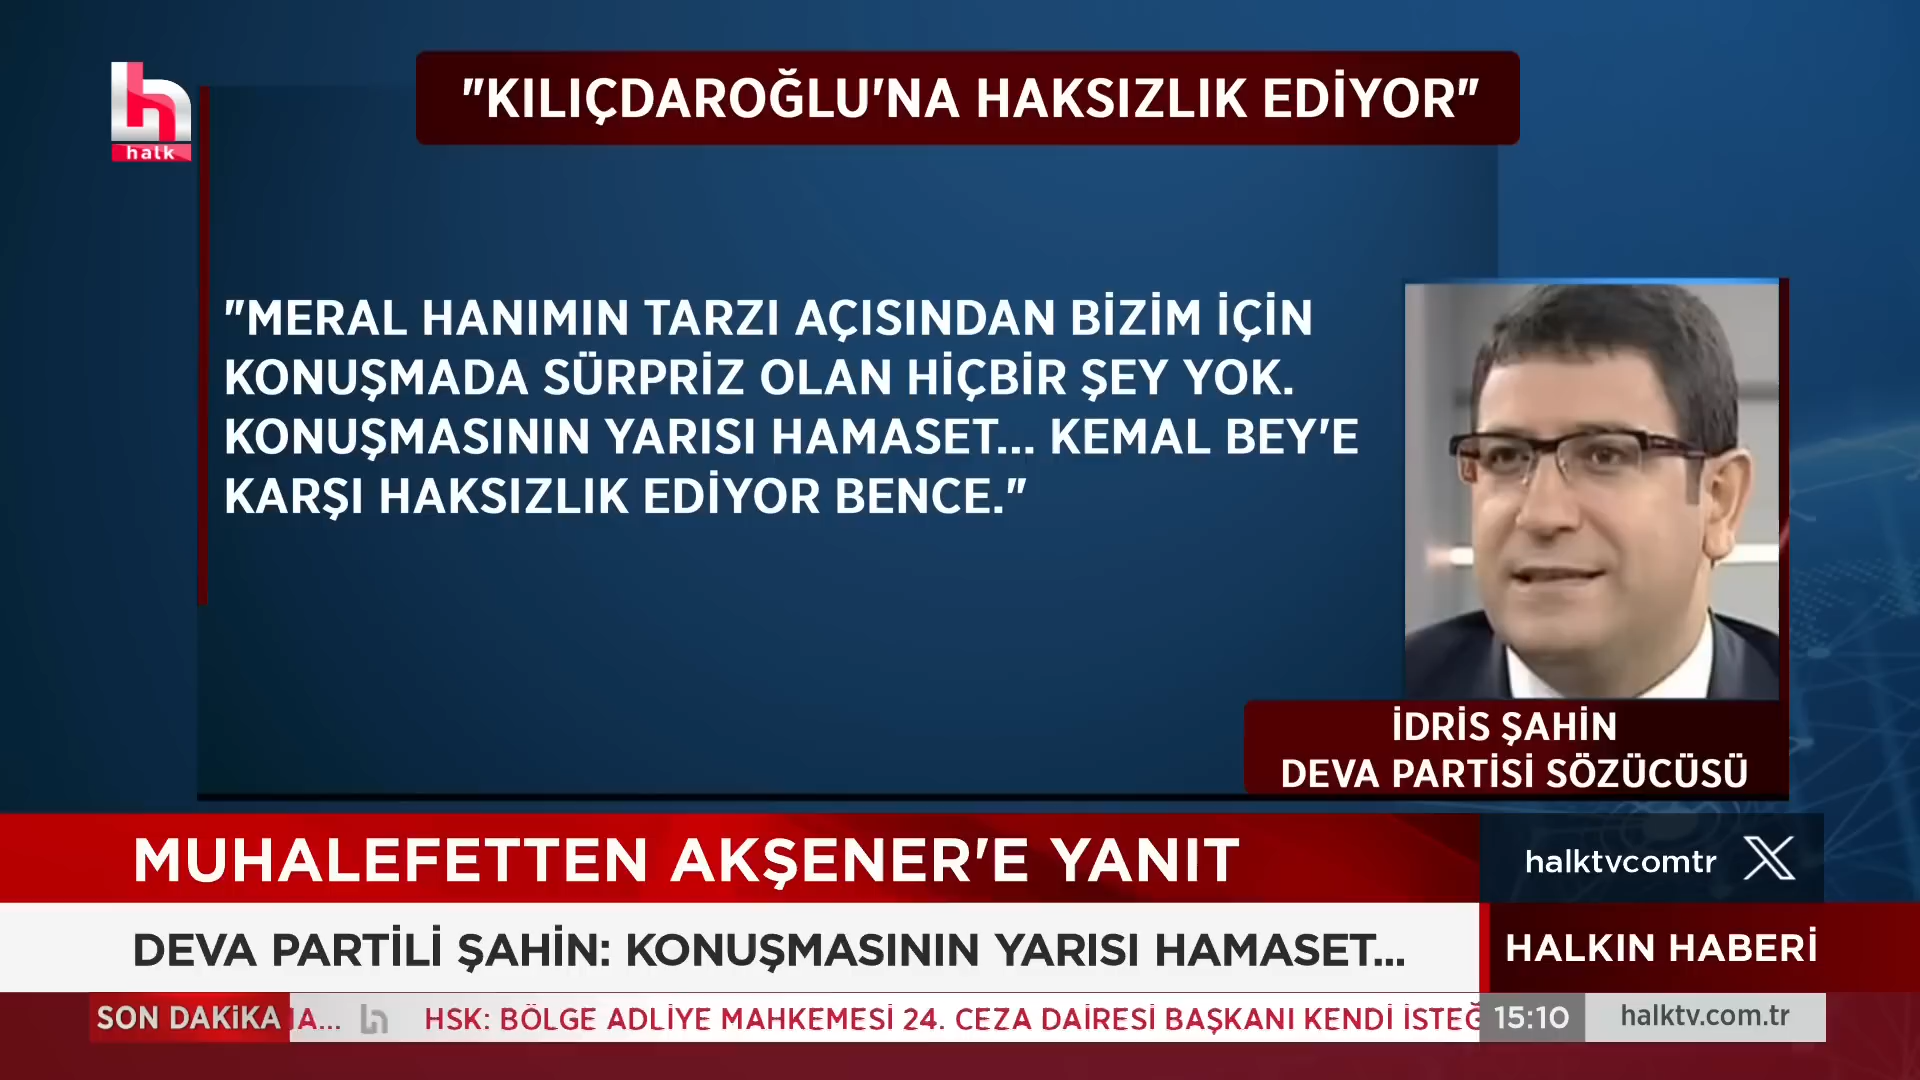 "KILIÇDAROĞLU'NA HAKSIZLIK EDİYOR"
h
halk
"MERAL HANIMIN TARZI AÇISINDAN BİZİM İÇİN
KONUŞMADA SÜRPRİZ OLAN HİÇBİR ŞEY YOK.
KONUŞMASININ YARISI HAMASET... KEMAL BEY'E
KARŞI HAKSIZLIK EDİYOR BENCE."
İDRİS ŞAHİN
DEVA PARTİSİ SÖZÜCÜSÜ
MUHALEFETTEN AKŞENER'E YANIT
halktvcomtr X
DEVA PARTİLİ ŞAHİN: KONUŞMASININ YARISI HAMASET...
HALKIN HABERİ
SON DAKİKA A... h HSK: BÖLGE ADLİYE MAHKEMESİ 24. CEZA DAİRESİ BAŞKANI KENDİ İSTEĞ 15:10 halktv.com.tr